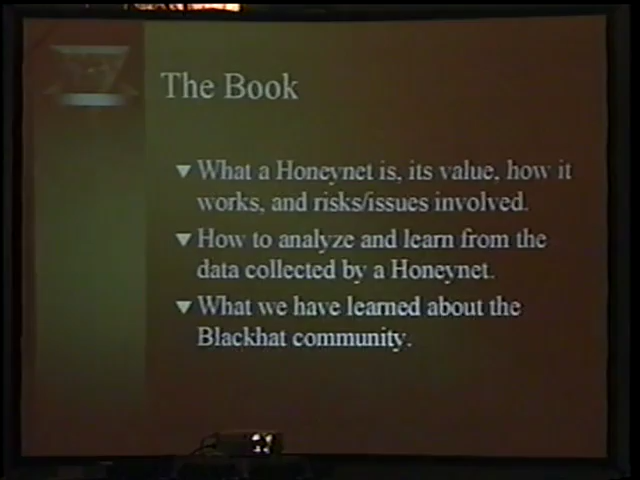 The Book
▼ What a Honeynet is, its value, how it
works, and risks/issues involved.
▼ How to analyze and learn from the
data collected by a Honeynet.
▼ What we have learned about the
Blackhat community.